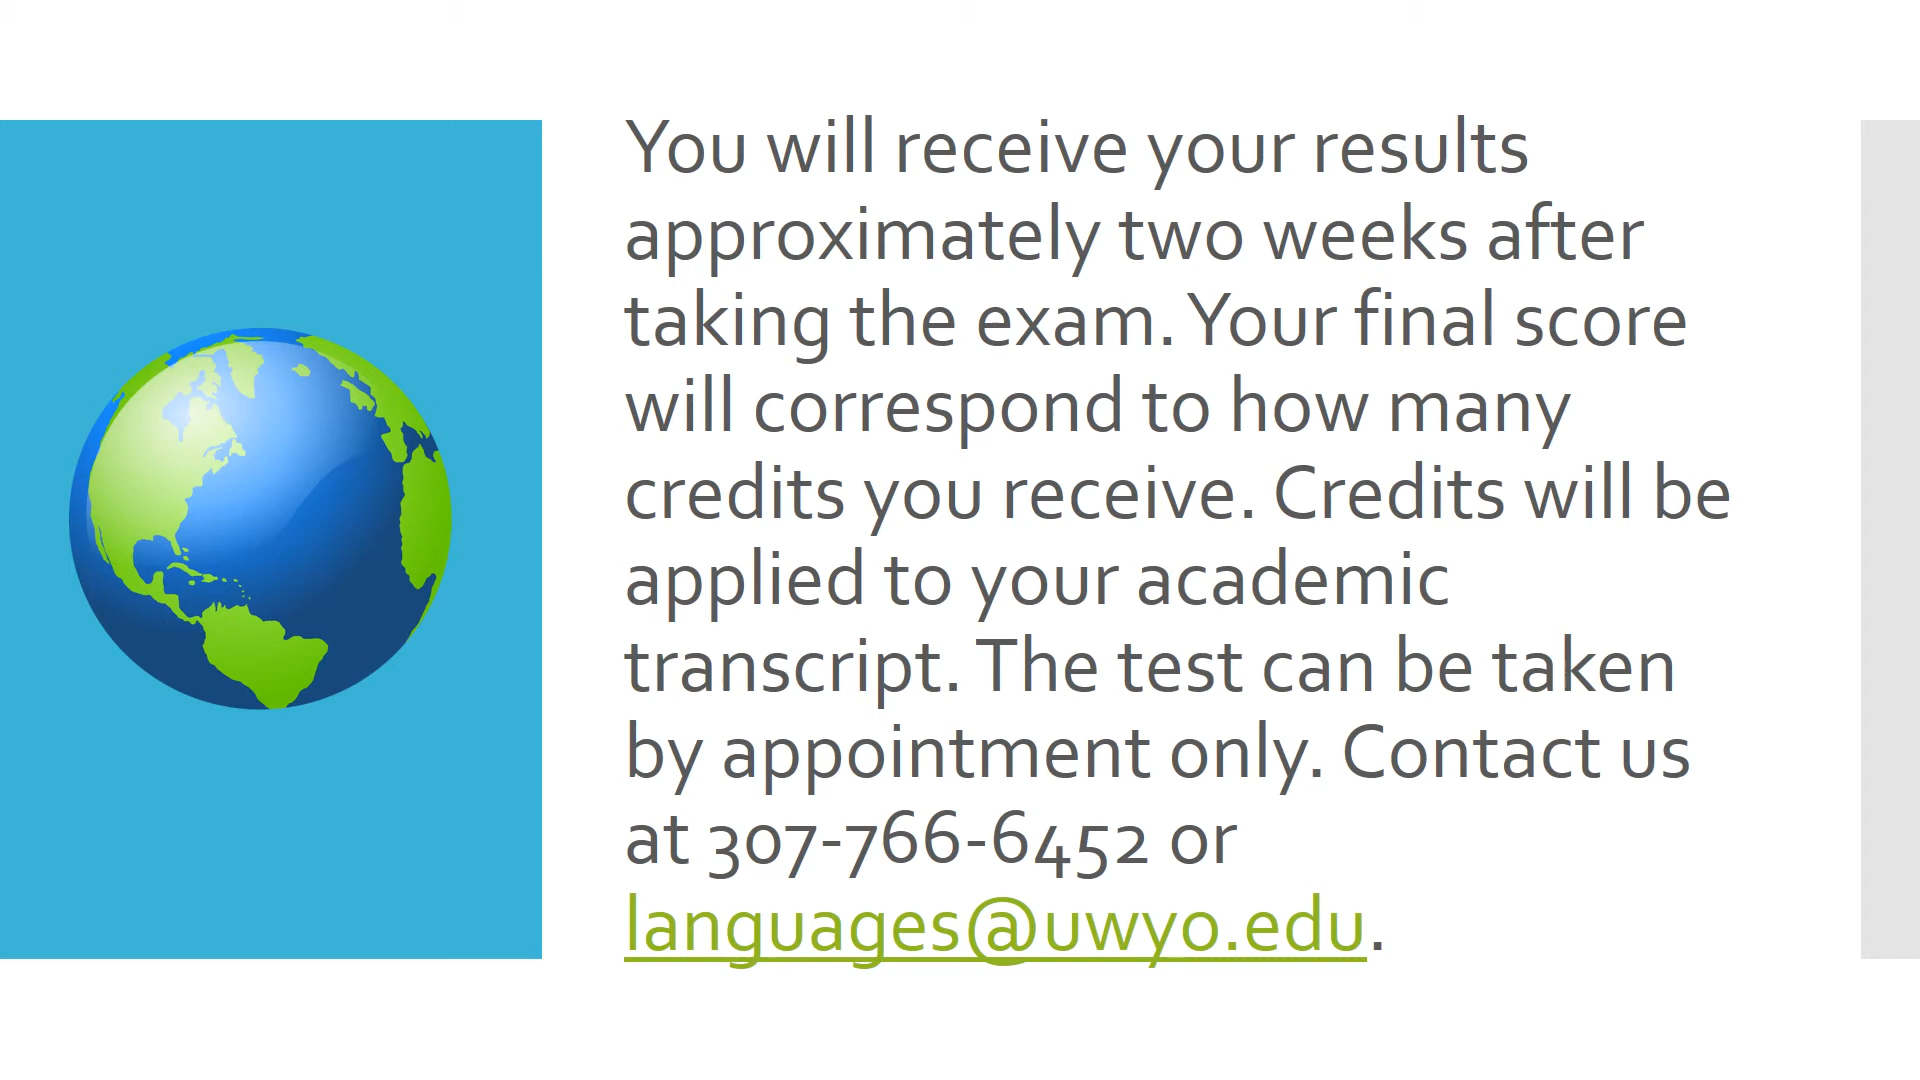 You will receive your results
approximately two weeks after
taking the exam. Your final score
will correspond to how many
credits you receive. Credits will be
applied to your academic
transcript. The test can be taken
by appointment only. Contact us
at 307-766-6452 or
languages@uwyo.edu.